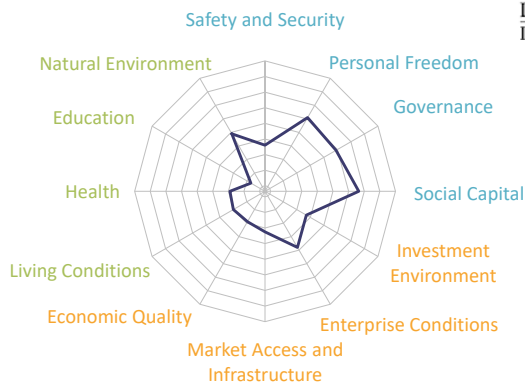 Safety and Security
Natural Environment
Personal Freedom
Education
Governance
Health
Social Capital
Living Conditions
Investment
Environment
Economic Quality
Enterprise Conditions
Market Access and
Infrastructure